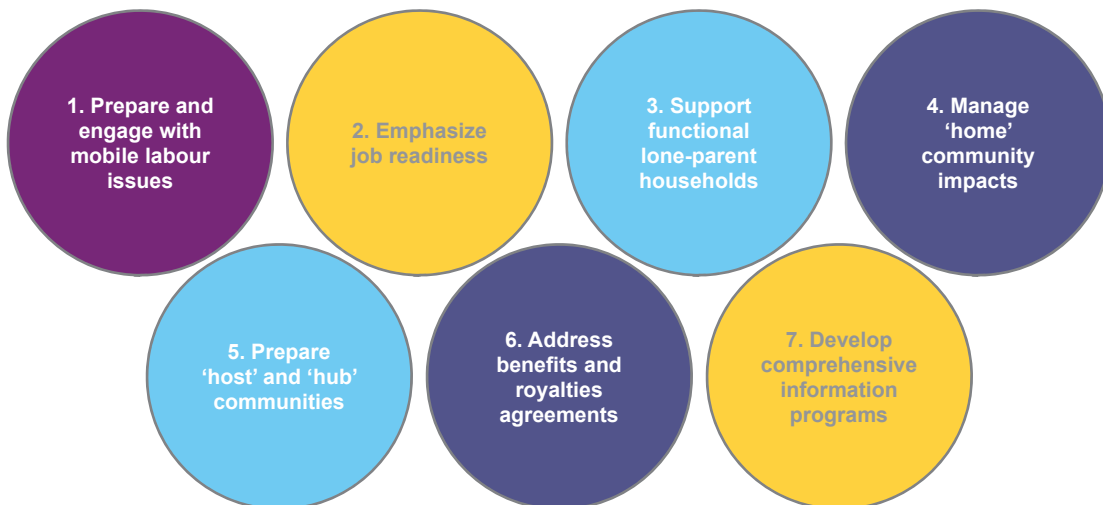 1. Prepare and
engage with
mobile labour
issues
2. Emphasize
job readiness
3. Support
functional
lone-parent
households
4. Manage
‘home’
community
impacts
5. Prepare
‘host’ and ‘hub’
communities
6. Address
benefits and
royalties
agreements
7. Develop
comprehensive
information
programs